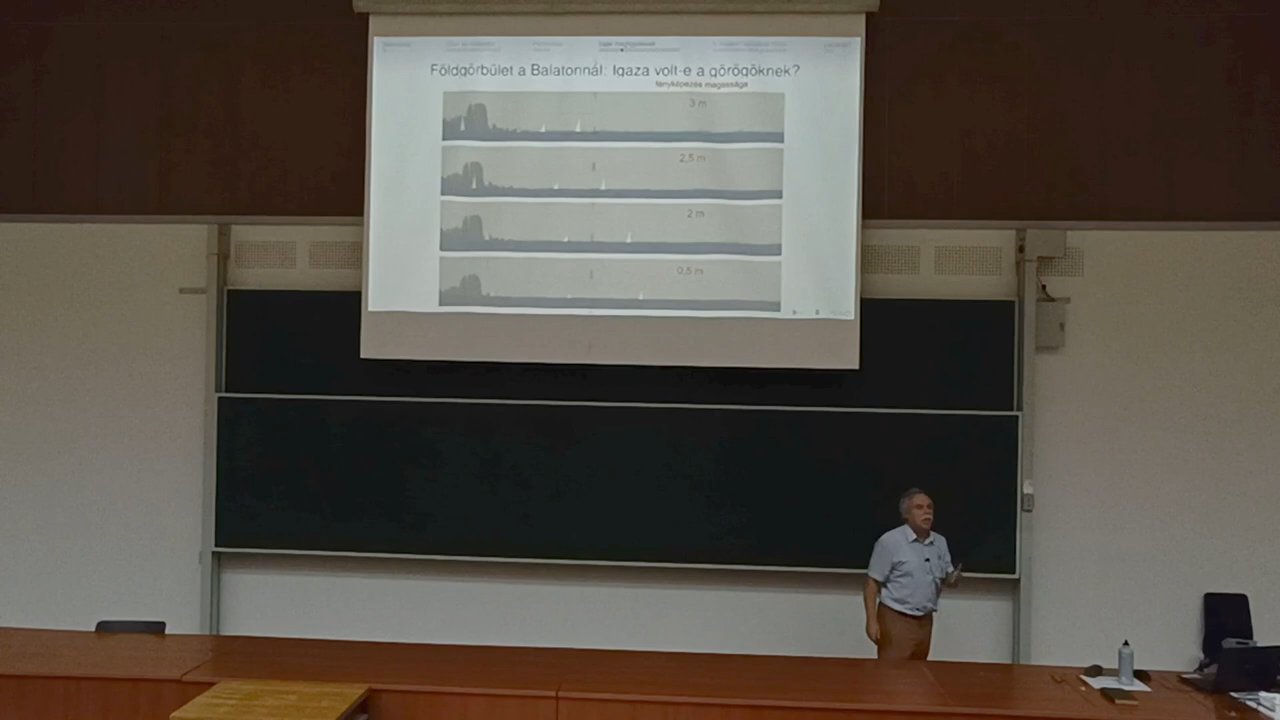 Földgörbület a Balatonnál: Igaza volt-e a görögöknek?
fényképezés magassága
3 m
2,5 m
2 m
0,5 m